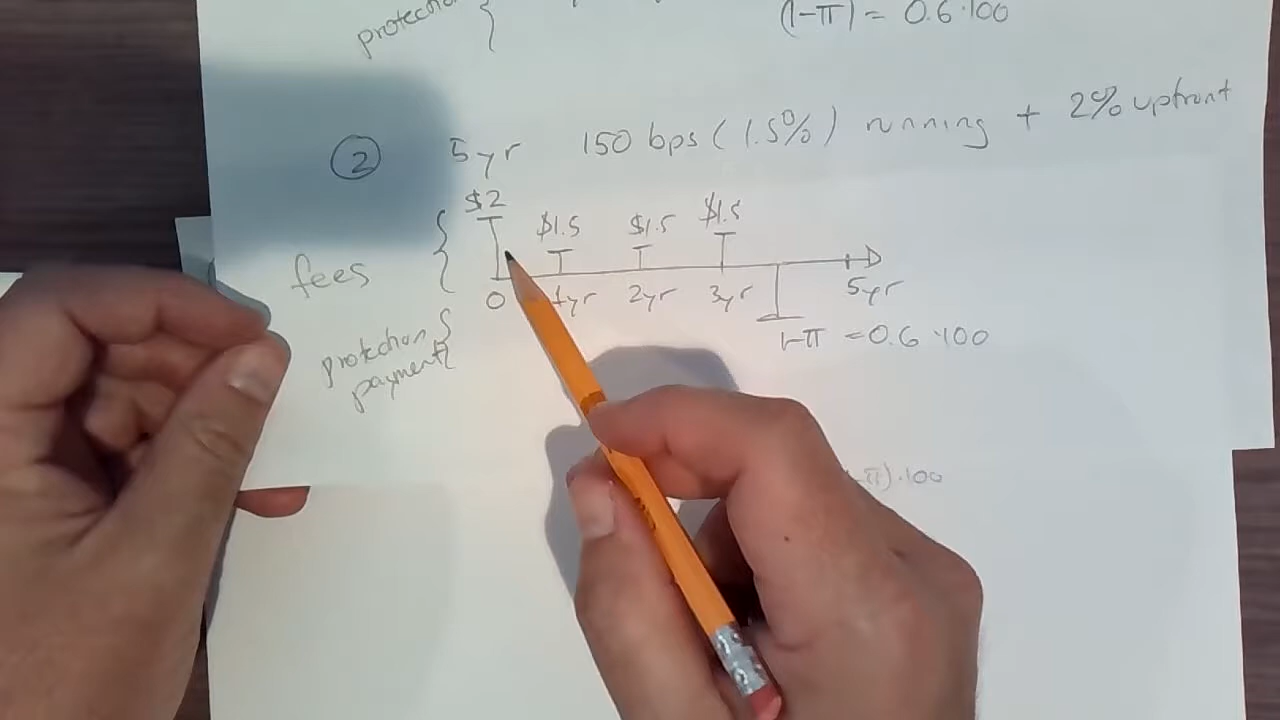 protection
(1-π) = 0.6·100
2 5yr 150 bps (1.5%) running + 2% upfront
$2 $1.5 $1.5 $1.5
fees
0 1yr 2yr 3yr 5yr
protection
payment
1-π = 0.6·100
-π)·100